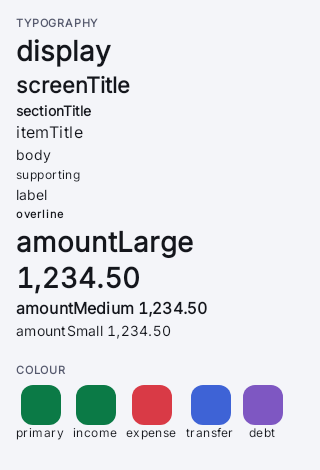 TYPOGRAPHY
display
screenTitle
sectionTitle
itemTitle
body
supporting
label
overline
amountLarge
1,234.50
amountMedium 1,234.50
amountSmall 1,234.50
COLOUR
primary income expense transfer debt